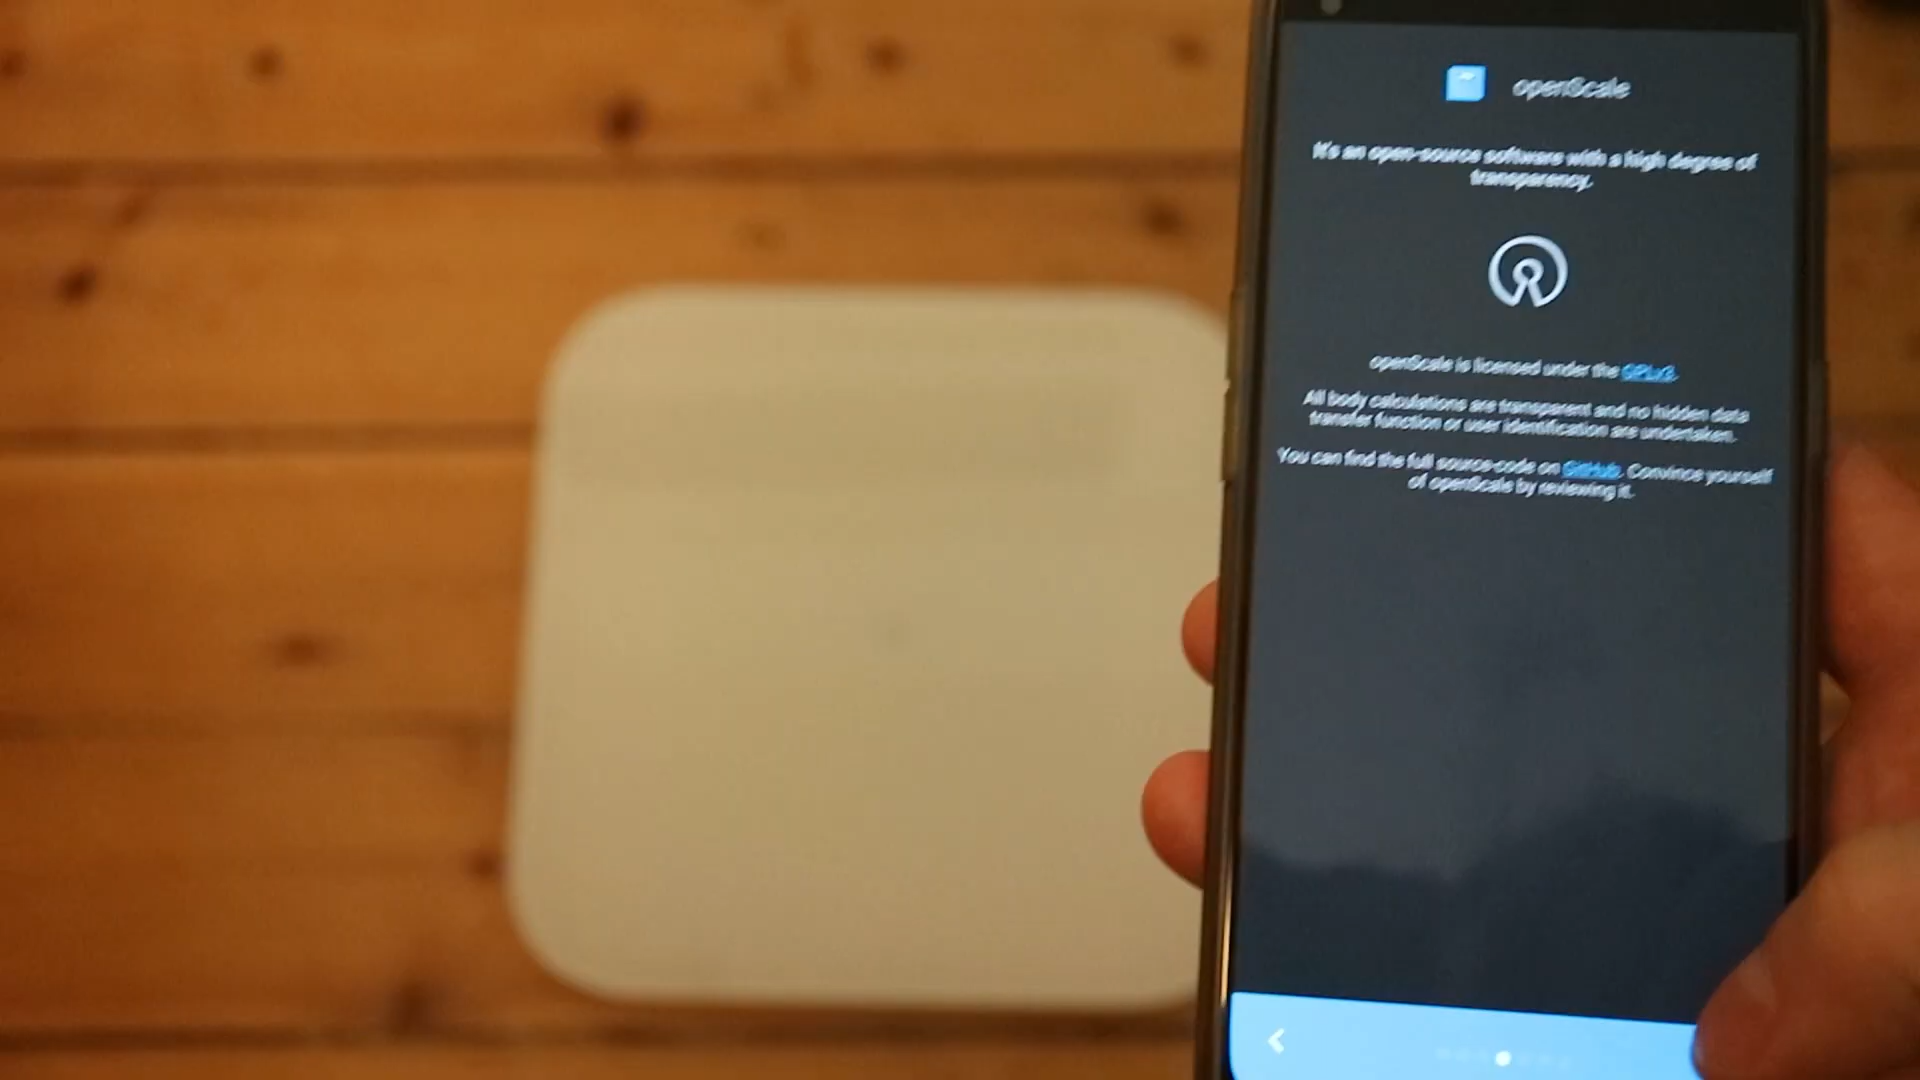 openScale
It's an open-source software with a high degree of
transparency.
openScale is licensed under the GPLv3.
All body calculations are transparent and no hidden data
transfer function or user identification are undertaken.
You can find the full source-code on GitHub. Convince yourself
of openScale by reviewing it.